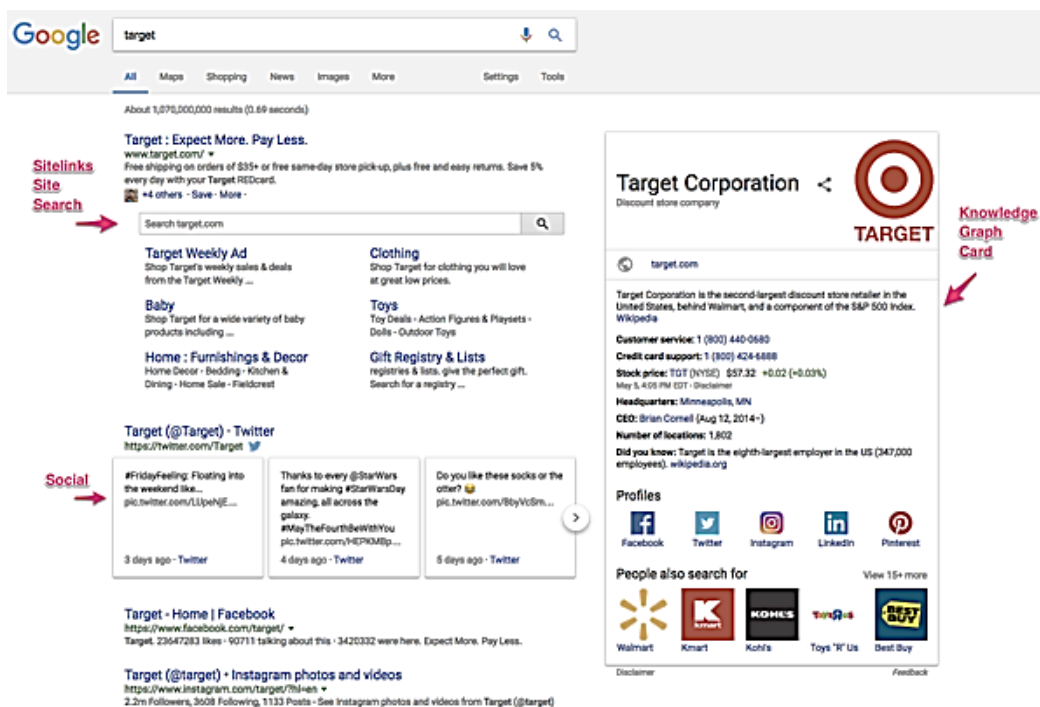 Google
target
All Maps Shopping News Images More Settings Tools
About 1,070,000,000 results (0.69 seconds)
Sitelinks
Site
Search
Target : Expect More. Pay Less.
www.target.com/
Free shipping on orders of $35+ or free same-day store pick-up, plus free and easy returns. Save 5%
every day with your Target REDcard.
+4 others - Save - More -
Search target.com
Target Weekly Ad
Shop Target's weekly sales & deals
from the Target Weekly ...
Clothing
Shop Target for clothing you will love
at great low prices.
Baby
Shop Target for a wide variety of baby
products including ...
Toys
Toy Deals - Action Figures & Playsets -
Dolls - Outdoor Toys
Home : Furnishings & Decor
Home Decor - Bedding - Kitchen &
Dining - Home Sale - Fieldcrest
Gift Registry & Lists
registries & lists. give the perfect gift.
Search for a registry ...
Social
Target (@Target) - Twitter
https://twitter.com/Target
#FridayFeeling: Floating into
the weekend like...
pic.twitter.com/LUpeNjE...
3 days ago - Twitter
Thanks to every @StarWars
fan for making #StarWarsDay
amazing, all across the
galaxy.
#MayTheFourthBeWithYou
pic.twitter.com/HEPKMBp...
4 days ago - Twitter
Do you like these socks or the
otter?
pic.twitter.com/8byVcSm...
5 days ago - Twitter
Target - Home | Facebook
https://www.facebook.com/target/
Target. 23647283 likes - 90711 talking about this - 3420332 were here. Expect More. Pay Less.
Target (@target) • Instagram photos and videos
https://www.instagram.com/target/?hl=en
2.2m Followers, 3608 Following, 1133 Posts - See Instagram photos and videos from Target (@target)
Knowledge
Graph
Card
Target Corporation
Discount store company
TARGET
target.com
Target Corporation is the second-largest discount store retailer in the
United States, behind Walmart, and a component of the S&P 500 Index.
Wikipedia
Customer service: 1 (800) 440-0680
Credit card support: 1 (800) 424-6888
Stock price: TGT (NYSE) $57.32 +0.02 (+0.03%)
May 5, 4:05 PM EDT - Disclaimer
Headquarters: Minneapolis, MN
CEO: Brian Cornell (Aug 12, 2014–)
Number of locations: 1,802
Did you know: Target is the eighth-largest employer in the US (347,000
employees). wikipedia.org
Profiles
Facebook Twitter Instagram LinkedIn Pinterest
People also search for View 15+ more
K kmart KOHL'S ToysRUs BEST BUY
Walmart Kmart Kohl's Toys "R" Us Best Buy
Disclaimer Feedback